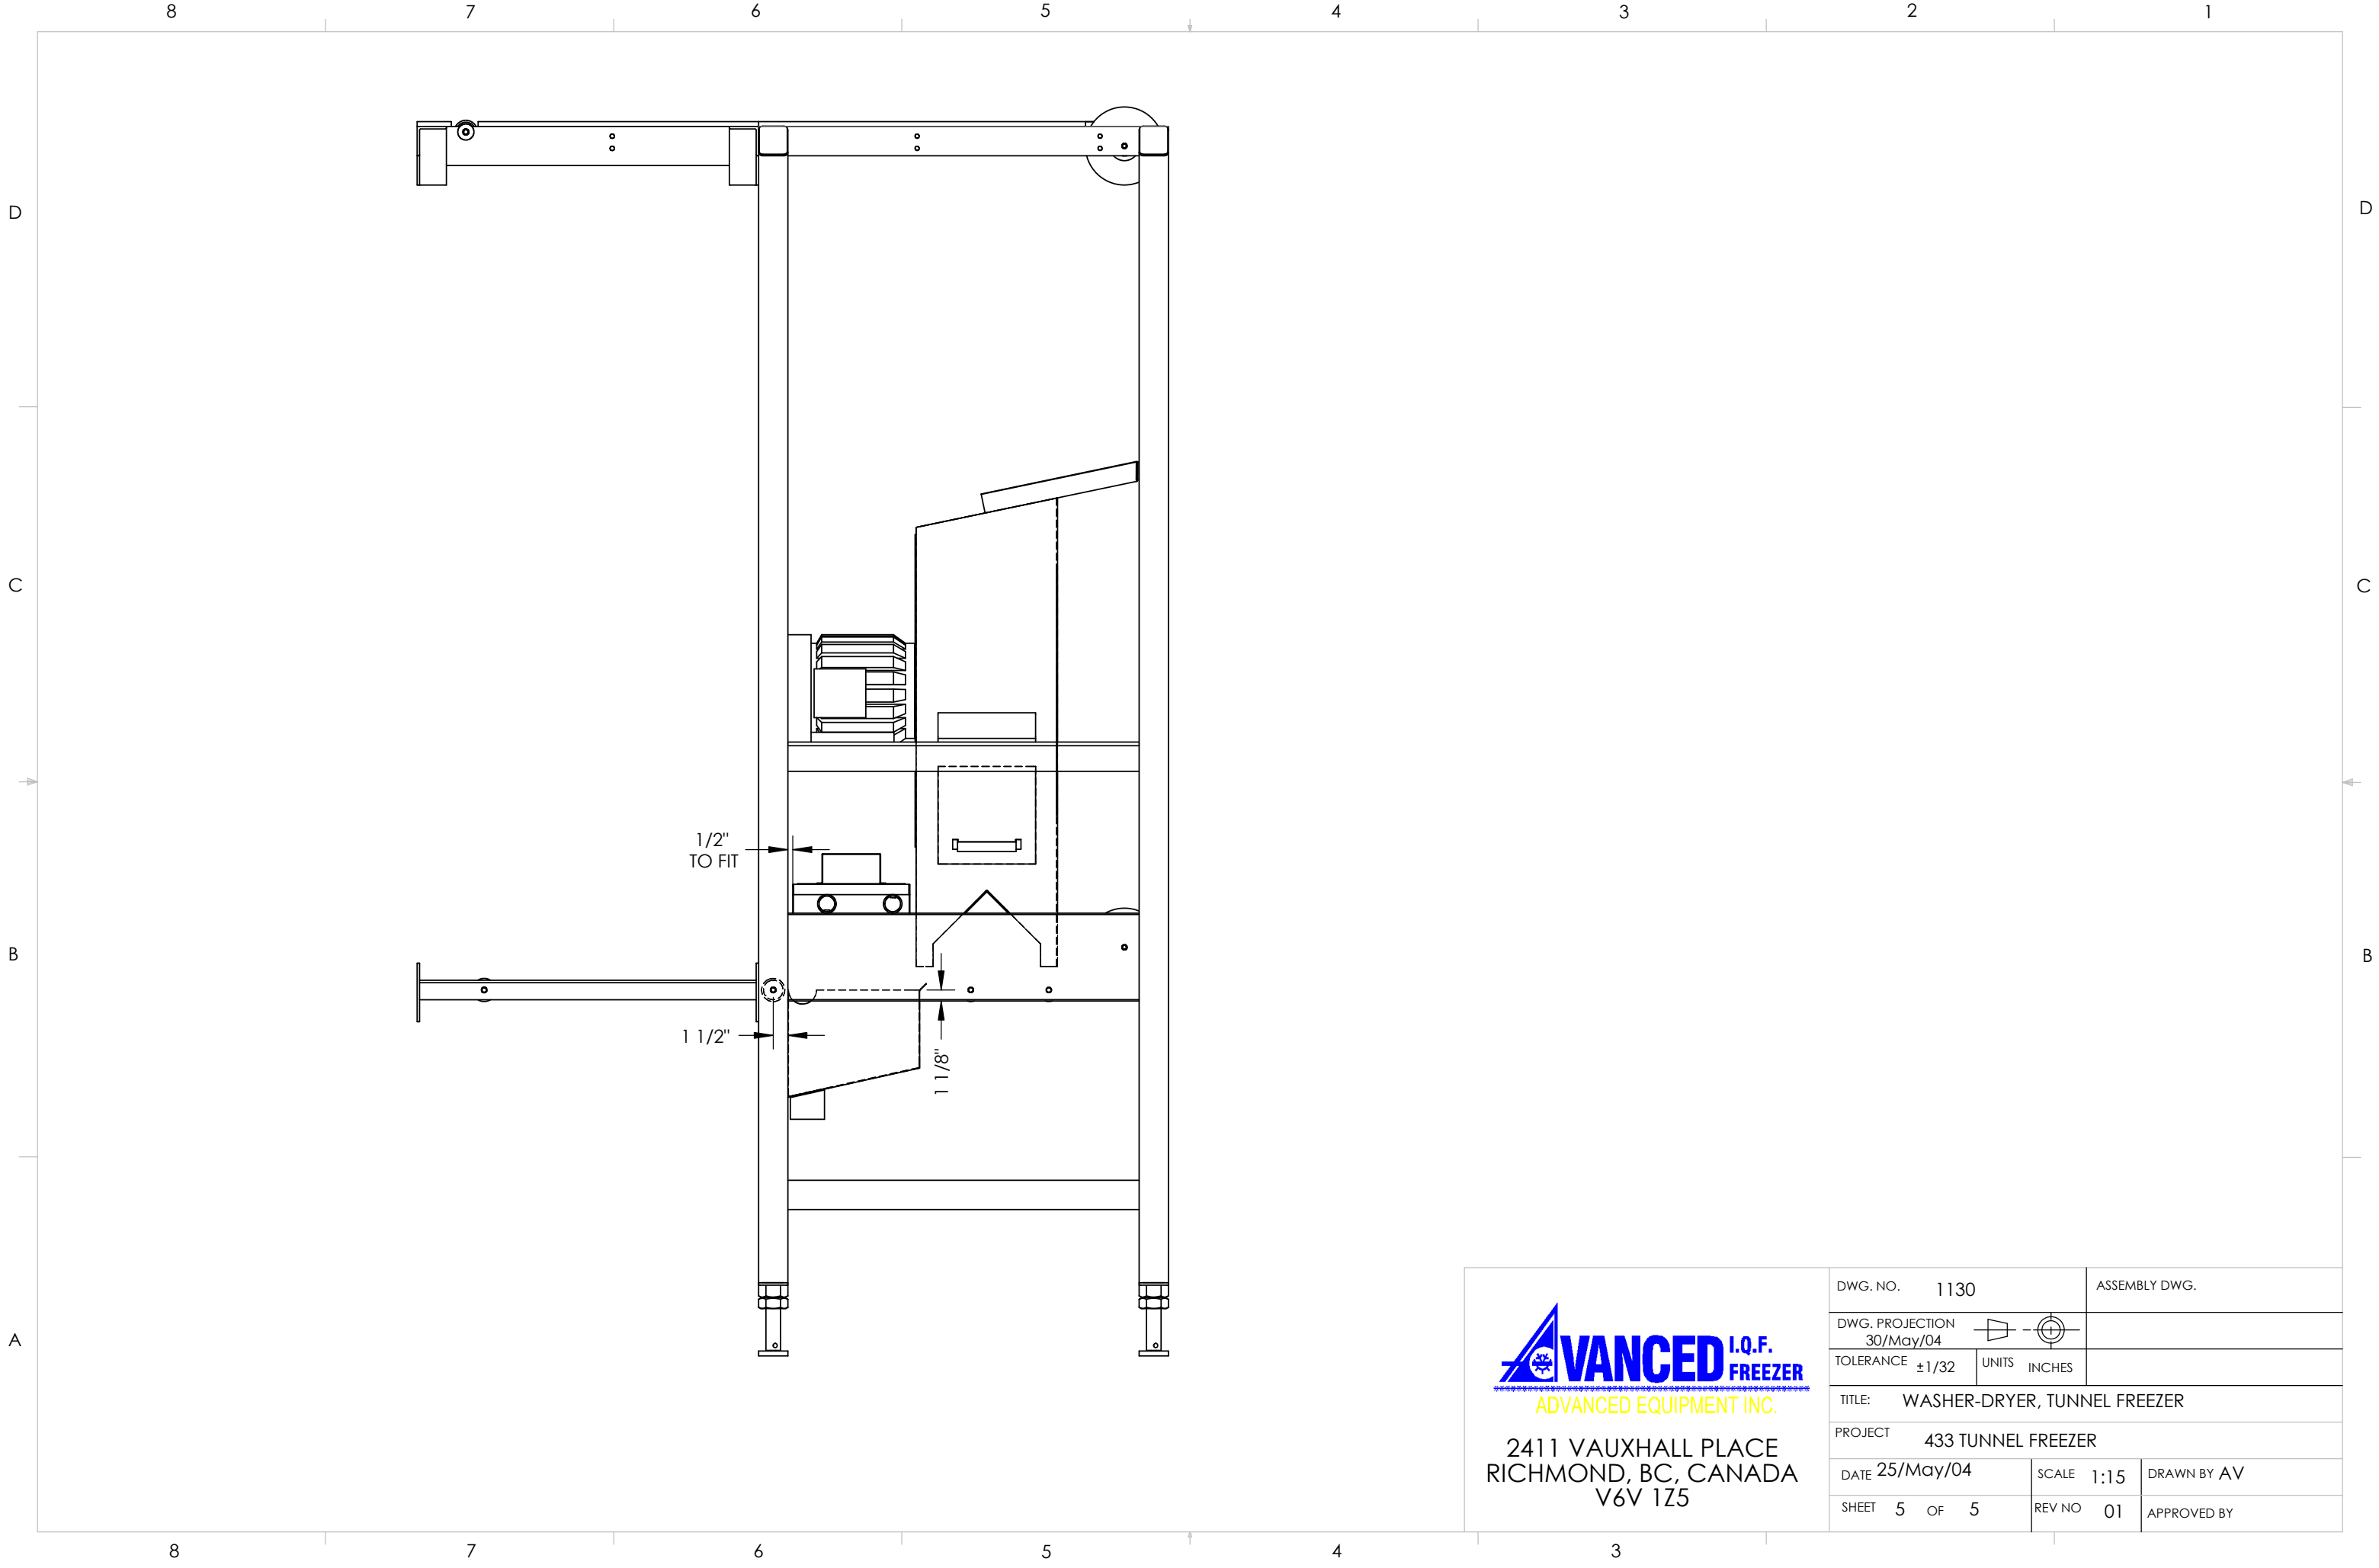 8 7 6 5 4 3 2 1
D D
C C
1/2"
TO FIT
B B
1 1/2"
1 1/8"
A
VANCED I.Q.F.
FREEZER
ADVANCED EQUIPMENT INC.
2411 VAUXHALL PLACE
RICHMOND, BC, CANADA
V6V 1Z5
DWG. NO. 1130 ASSEMBLY DWG.
DWG. PROJECTION
30/May/04
TOLERANCE ±1/32 UNITS INCHES
TITLE: WASHER-DRYER, TUNNEL FREEZER
PROJECT 433 TUNNEL FREEZER
DATE 25/May/04 SCALE 1:15 DRAWN BY AV
SHEET 5 OF 5 REV NO 01 APPROVED BY
8 7 6 5 4 3